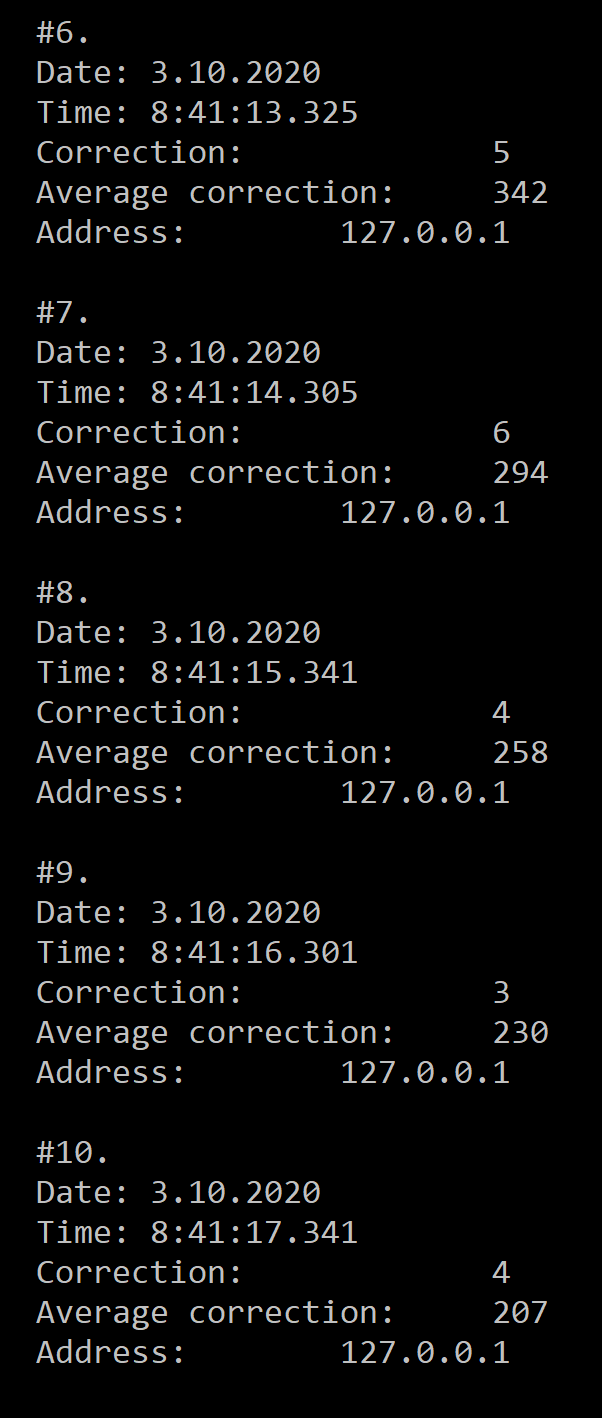 #6.
Date: 3.10.2020
Time: 8:41:13.325
Correction: 5
Average correction: 342
Address: 127.0.0.1
#7.
Date: 3.10.2020
Time: 8:41:14.305
Correction: 6
Average correction: 294
Address: 127.0.0.1
#8.
Date: 3.10.2020
Time: 8:41:15.341
Correction: 4
Average correction: 258
Address: 127.0.0.1
#9.
Date: 3.10.2020
Time: 8:41:16.301
Correction: 3
Average correction: 230
Address: 127.0.0.1
#10.
Date: 3.10.2020
Time: 8:41:17.341
Correction: 4
Average correction: 207
Address: 127.0.0.1